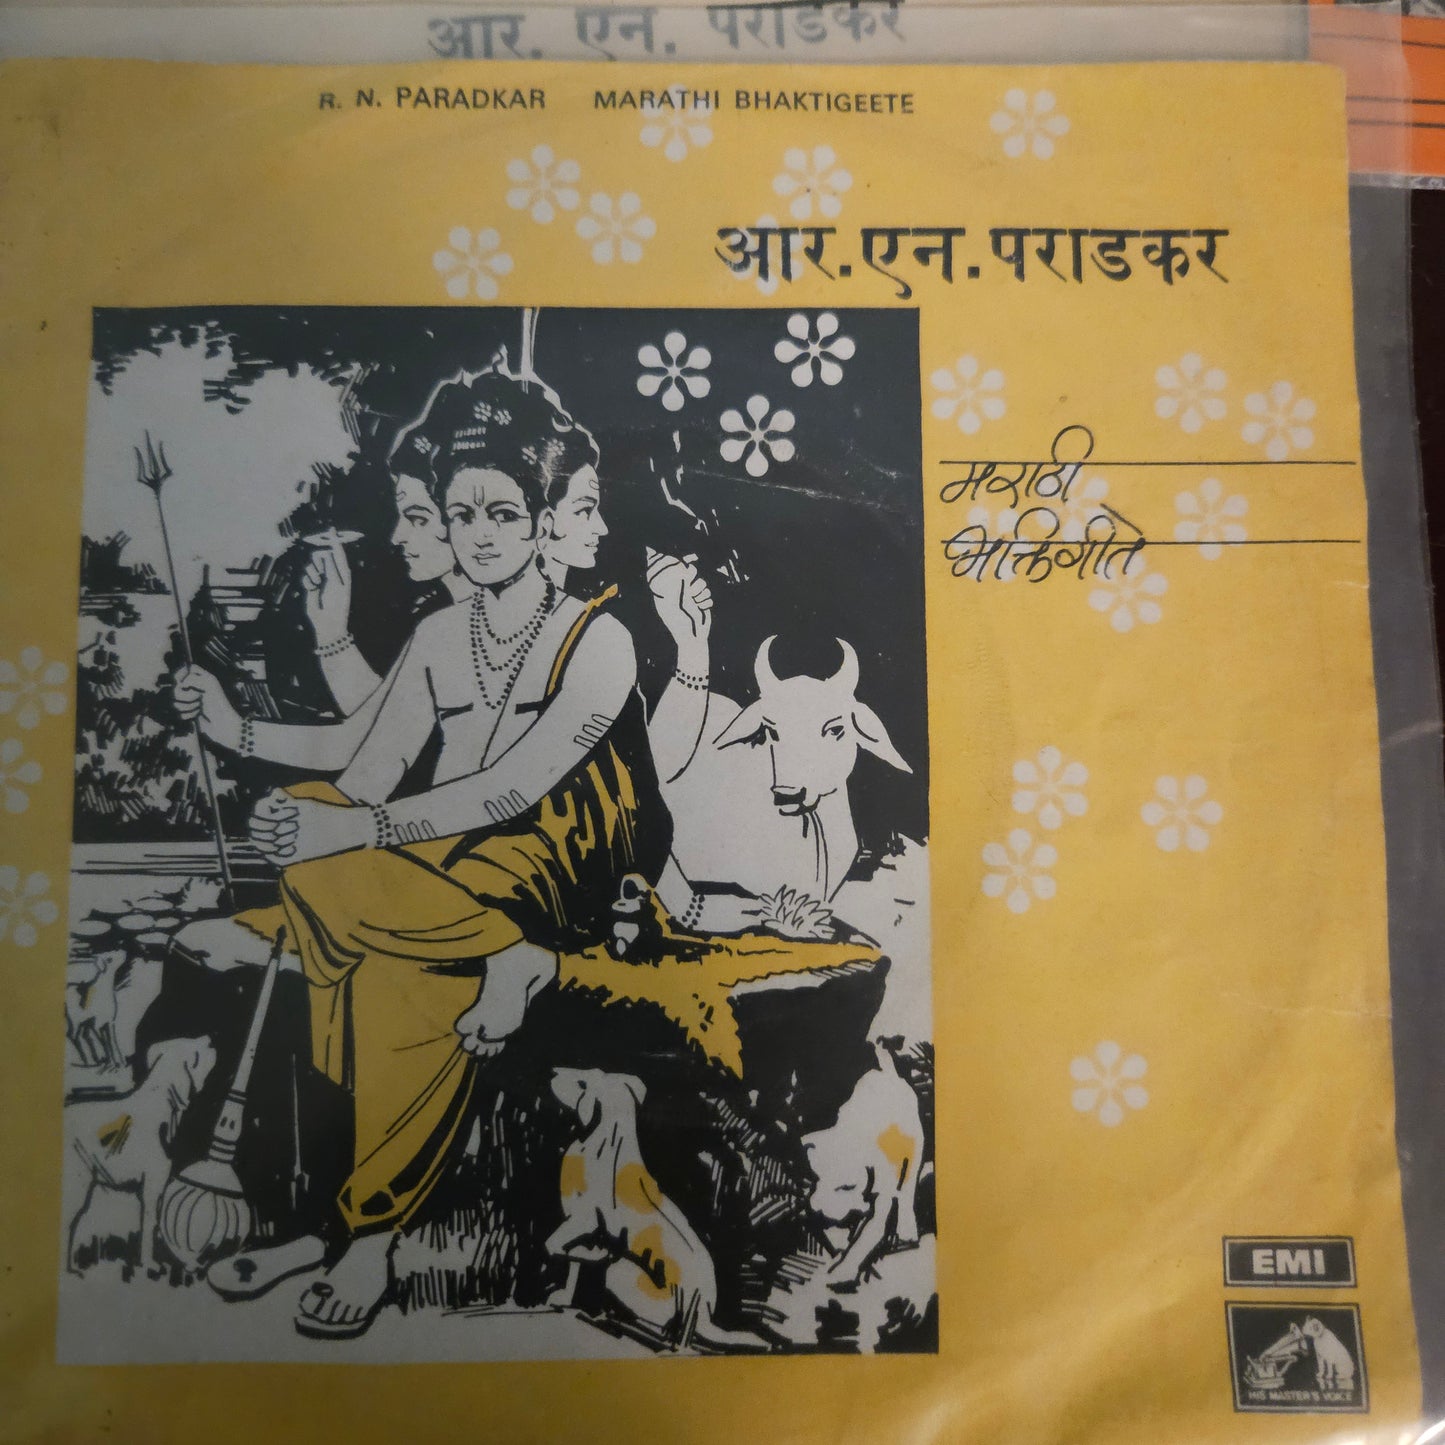 आर. एन. पराडकर
R. N. PARADKAR MARATHI BHAKTIGEETE
आर.एन.पराडकर
मराठी
भक्तिगीते
EMI
HIS MASTER'S VOICE